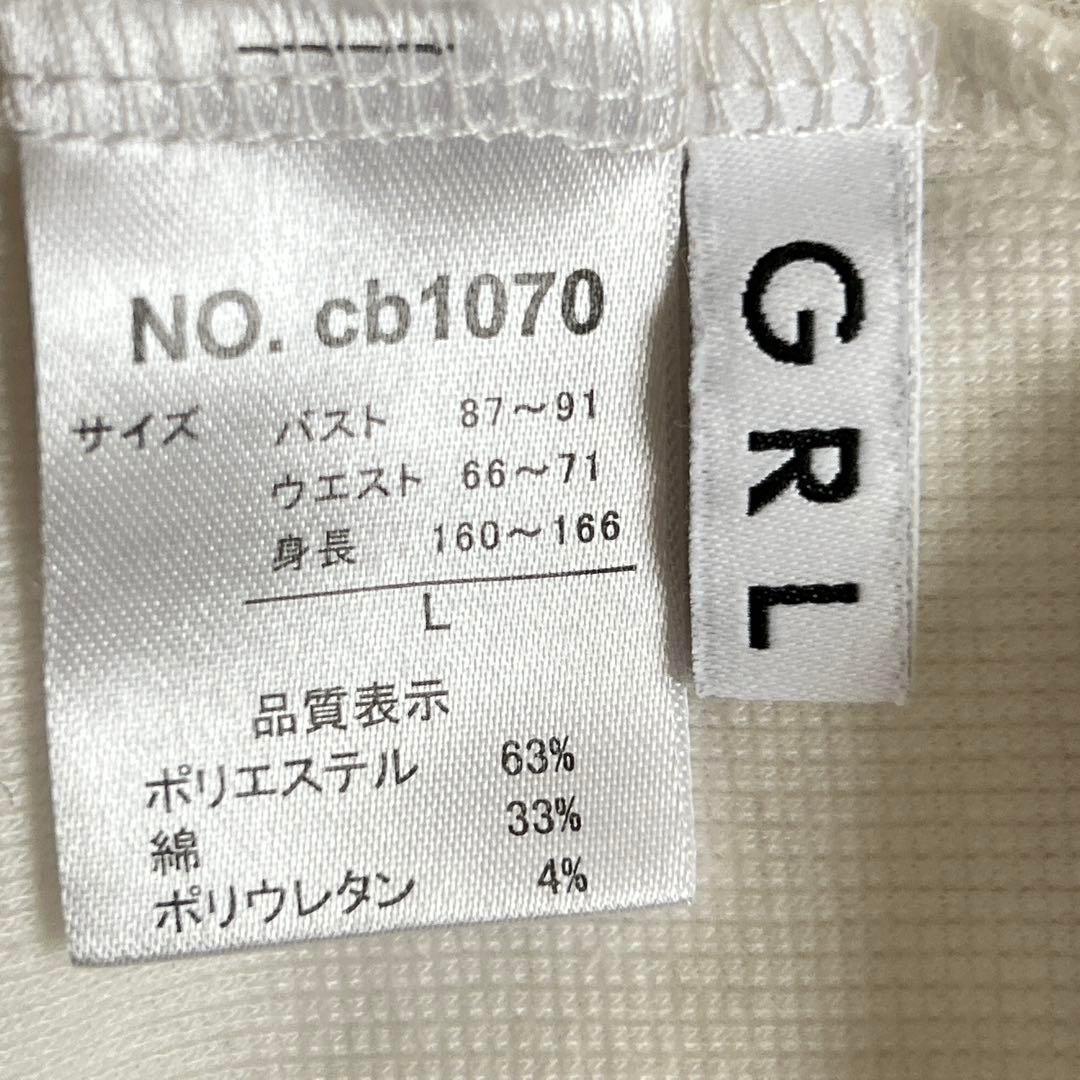 NO. cb1070
サイズ バスト 87～91
ウエスト 66～71
身長 160～166
L
品質表示
ポリエステル 63%
綿 33%
ポリウレタン 4%
GRL